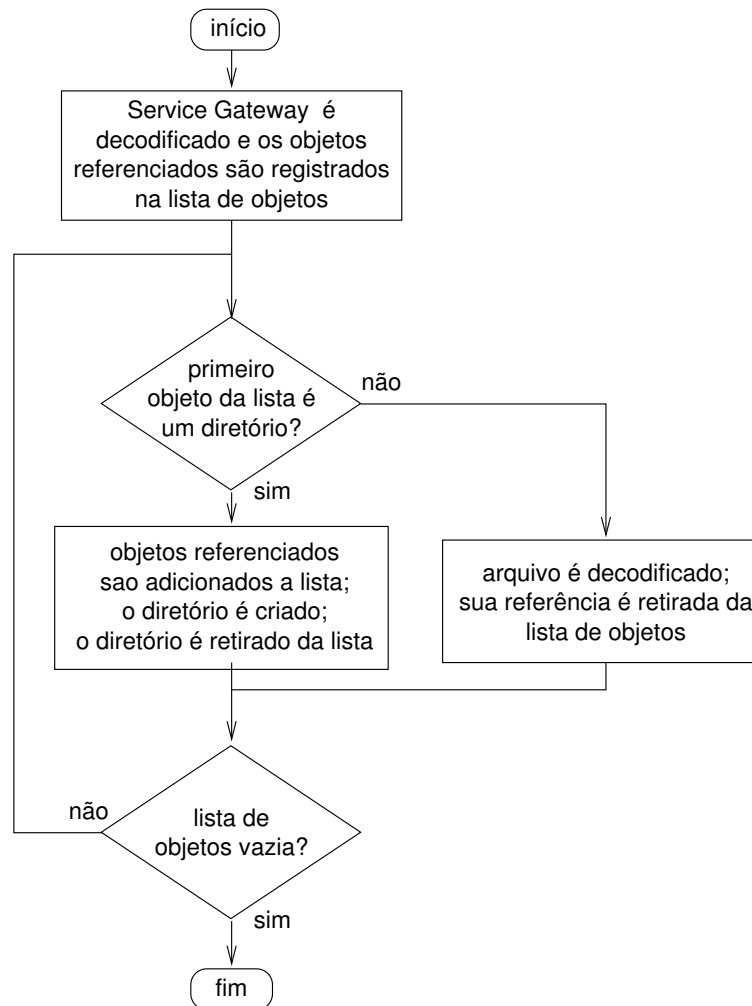 início
Service Gateway é
decodificado e os objetos
referenciados são registrados
na lista de objetos
primeiro
objeto da lista é
um diretório?
não
sim
objetos referenciados
sao adicionados a lista;
o diretório é criado;
o diretório é retirado da lista
arquivo é decodificado;
sua referência é retirada da
lista de objetos
não
lista de
objetos vazia?
sim
fim